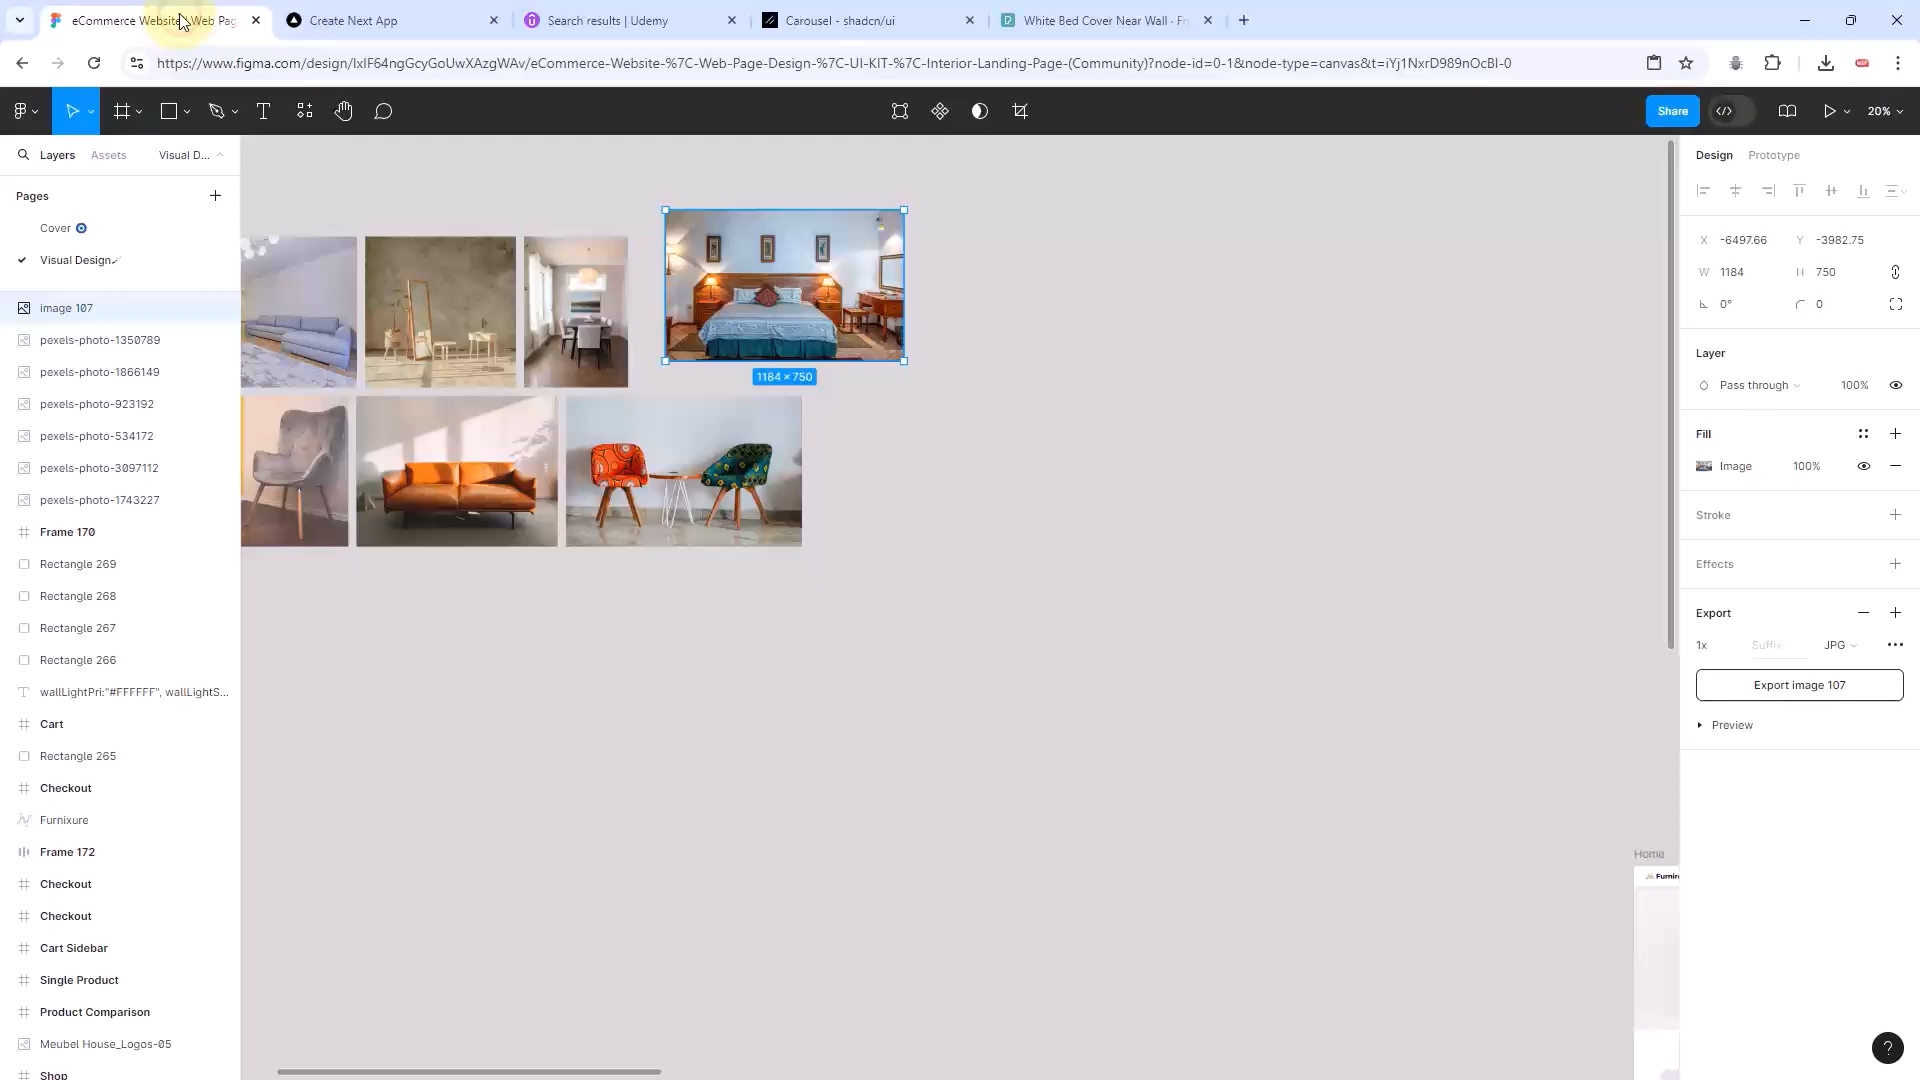 eCommerce Website | Web Pag
Create Next App
Search results | Udemy
Carousel - shadcn/ui
White Bed Cover Near Wall · Fr
https://www.figma.com/design/IxIF64ngGcyGoUwXAzgWAv/eCommerce-Website-%7C-Web-Page-Design-%7C-UI-KIT-%7C-Interior-Landing-Page-(Community)?node-id=0-1&node-type=canvas&t=iYj1NxrD989nOcBI-0
Share
20%
Layers Assets Visual D...
Design Prototype
Pages
Cover
Visual Design
X -6497.66 Y -3982.75
W 1184 H 750
0° 0
image 107
pexels-photo-1350789
pexels-photo-1866149
pexels-photo-923192
pexels-photo-534172
pexels-photo-3097112
pexels-photo-1743227
Frame 170
Rectangle 269
Rectangle 268
Rectangle 267
Rectangle 266
wallLightPri:"#FFFFFF", wallLightS...
Cart
Rectangle 265
Checkout
Furnixure
Frame 172
Checkout
Checkout
Cart Sidebar
Single Product
Product Comparison
Meubel House_Logos-05
Shop
1184 × 750
Home
Furnir
Layer
Pass through 100%
Fill
Image 100%
Stroke
Effects
Export
1x Suffix JPG
Export image 107
Preview
?